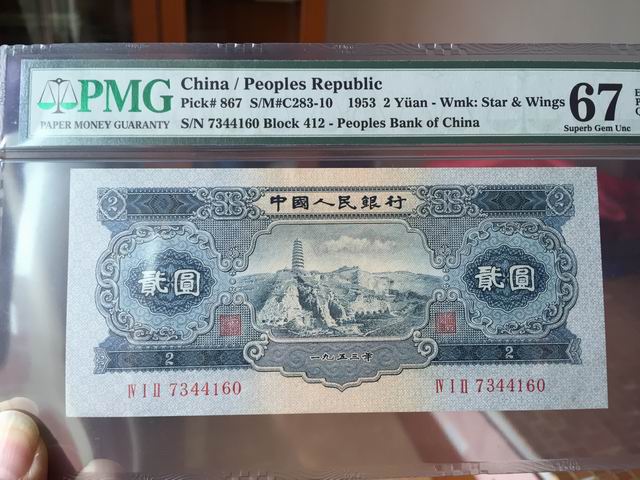 PMG
PAPER MONEY GUARANTY
China / Peoples Republic
Pick# 867 S/M#C283-10 1953 2 Yüan - Wmk: Star & Wings
S/N 7344160 Block 412 - Peoples Bank of China
67
Superb Gem Unc
E
P
2 中國人民銀行 2
貳圓 貳圓
2 一九五三年 2
IV I II 7344160 IV I II 7344160